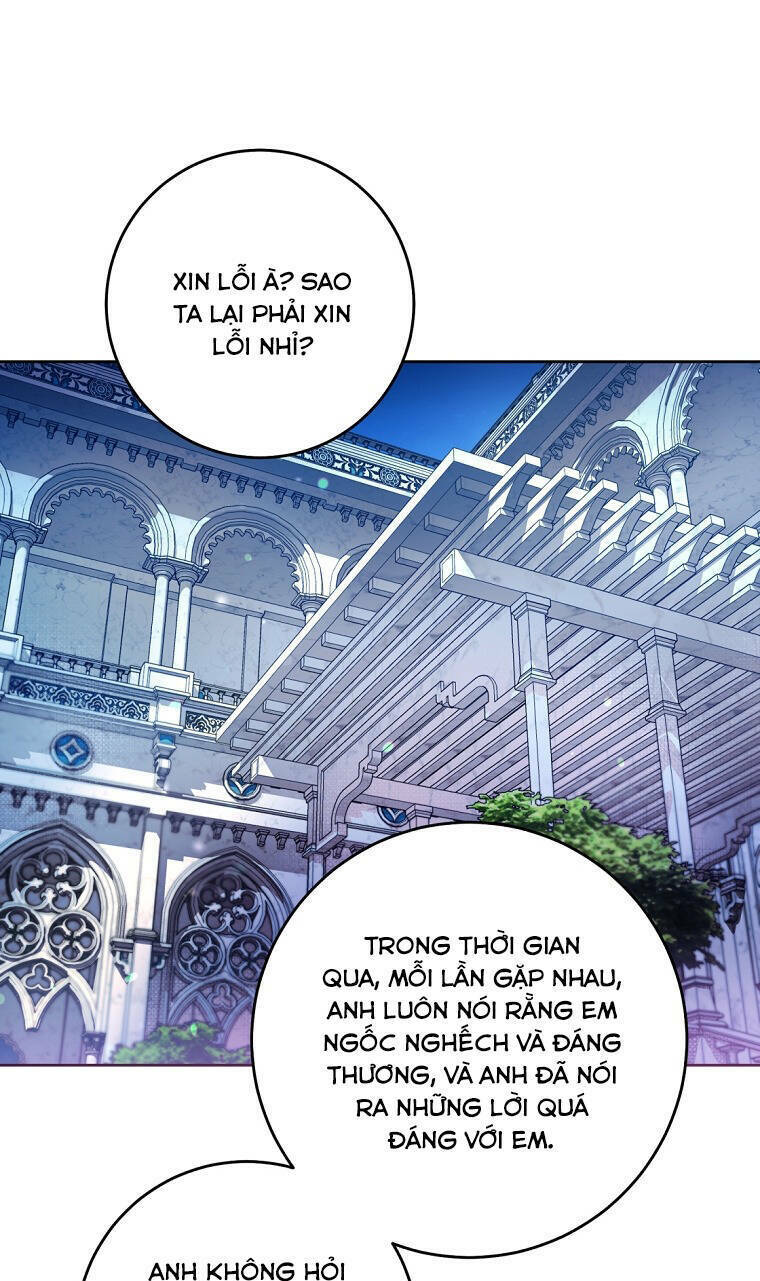 XIN LỖI À? SAO
TA LẠI PHẢI XIN
LỖI NHỈ?
TRONG THỜI GIAN
QUA, MỖI LẦN GẶP NHAU,
ANH LUÔN NÓI RẰNG EM
NGỐC NGHẾCH VÀ ĐÁNG
THƯƠNG, VÀ ANH ĐÃ NÓI
RA NHỮNG LỜI QUÁ
ĐÁNG VỚI EM.
ANH KHÔNG HỎI